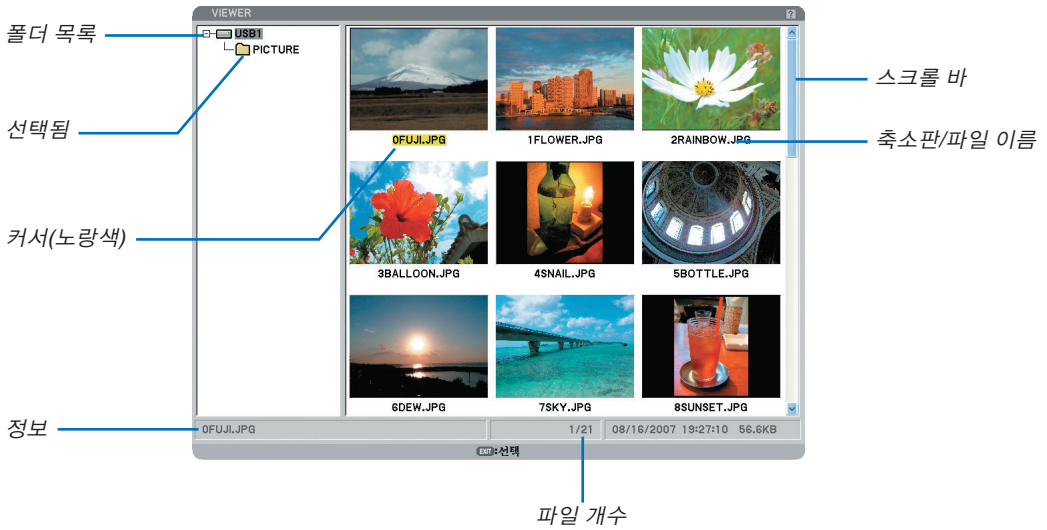 VIEWER
?
폴더 목록
USB1
PICTURE
스크롤 바
선택됨
0FUJI.JPG
1FLOWER.JPG
2RAINBOW.JPG
축소판/파일 이름
커서(노랑색)
3BALLOON.JPG
4SNAIL.JPG
5BOTTLE.JPG
6DEW.JPG
7SKY.JPG
8SUNSET.JPG
정보
0FUJI.JPG
1/21
08/16/2007 19:27:10 56.6KB
EXIT:선택
파일 개수